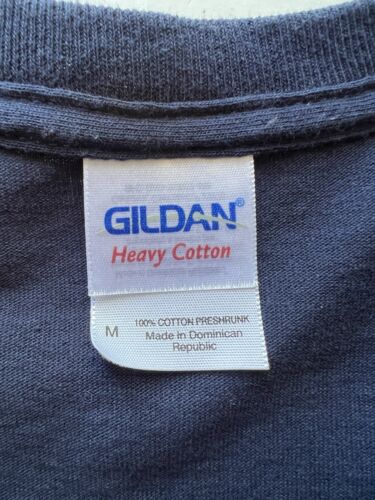 GILDAN®
Heavy Cotton
M
100% COTTON PRESHRUNK
Made in Dominican
Republic